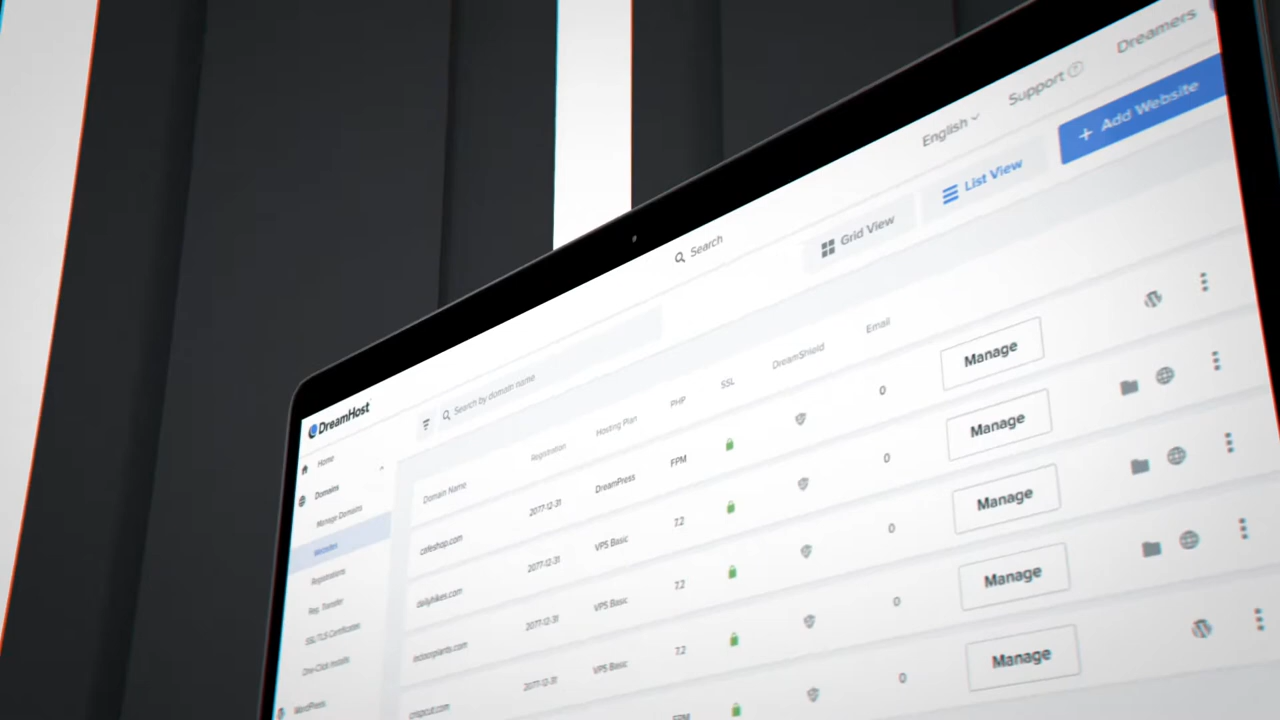 Dreamers
Support ?
English
+ Add Website
List View
Grid View
Search
DreamHost
Search by domain name
Home
Domains
Manage Domains
Websites
Registrations
Reg. Transfer
SSL/TLS Certificates
One-Click Installs
WordPress
Domain Name Registration Hosting Plan PHP SSL DreamShield Email
cafeshop.com 2077-12-31 DreamPress FPM 0 Manage
dailyhikes.com 2077-12-31 VPS Basic 7.2 0 Manage
indoorplants.com 2077-12-31 VPS Basic 7.2 0 Manage
2077-12-31 VPS Basic 7.2 0 Manage
FPM 0 Manage